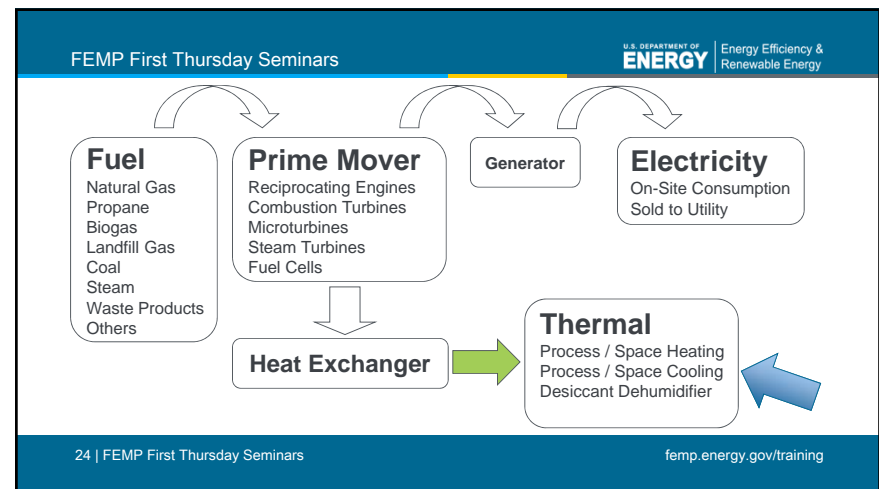 FEMP First Thursday Seminars
U.S. DEPARTMENT OF
ENERGY
Energy Efficiency &
Renewable Energy
Fuel
Natural Gas
Propane
Biogas
Landfill Gas
Coal
Steam
Waste Products
Others
Prime Mover
Reciprocating Engines
Combustion Turbines
Microturbines
Steam Turbines
Fuel Cells
Generator
Electricity
On-Site Consumption
Sold to Utility
Heat Exchanger
Thermal
Process / Space Heating
Process / Space Cooling
Desiccant Dehumidifier
24 | FEMP First Thursday Seminars
femp.energy.gov/training